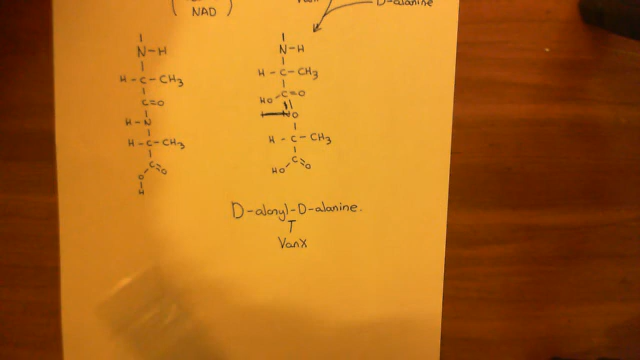 NAD
D-alanine
N-H
H-C-CH3
C=O
H-N
H-C-CH3
C=O
O
H
N-H
H-C-CH3
HO C=O
O
H-C-CH3
C=O
HO
D-alanyl-D-alanine.
VanX